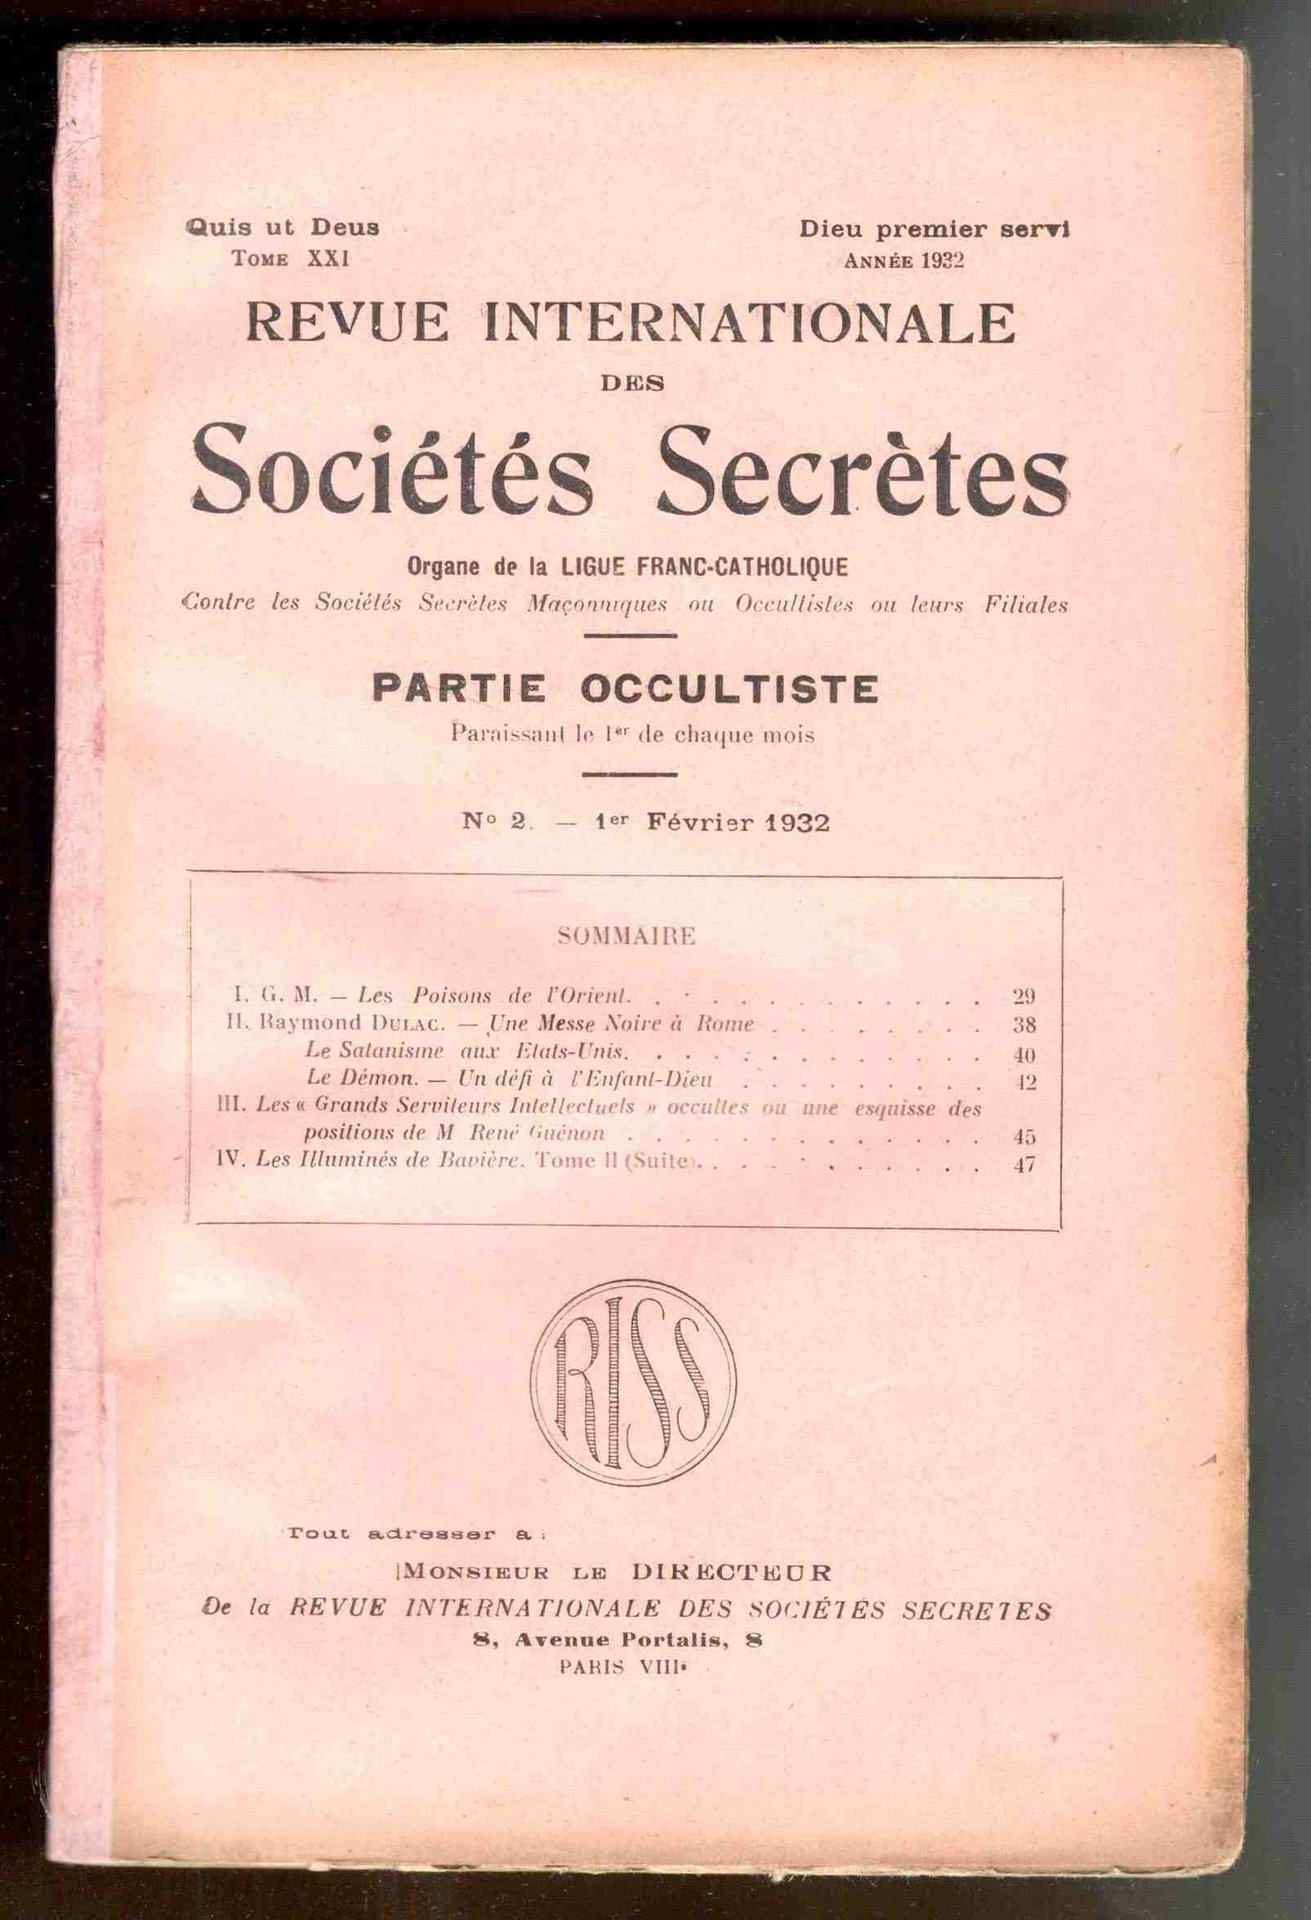 Quis ut Deus
Dieu premier servi
TOME XXI
ANNÉE 1932
REVUE INTERNATIONALE
DES
Sociétés Secrètes
Organe de la LIGUE FRANC-CATHOLIQUE
Contre les Sociétés Secrètes Maçonniques ou Occultistes ou leurs Filiales
PARTIE OCCULTISTE
Paraissant le 1er de chaque mois
No 2. — 1er Février 1932
SOMMAIRE
I. G. M. — Les Poisons de l'Orient. . . . . . . . . . . . . 29
II. Raymond DULAC. — Une Messe Noire à Rome . . . . . . . . 38
Le Satanisme aux Etats-Unis. . . . . . . . . . . . . 40
Le Démon. — Un défi à l'Enfant-Dieu . . . . . . . . . 42
III. Les « Grands Serviteurs Intellectuels » occultes ou une esquisse des
positions de M René Guénon . . . . . . . . . . . . . 45
IV. Les Illuminés de Bavière. Tome II (Suite). . . . . . . . . . . 47
RISS
Tout adresser a :
MONSIEUR LE DIRECTEUR
De la REVUE INTERNATIONALE DES SOCIÉTÉS SECRETES
8, Avenue Portalis, 8
PARIS VIIIe